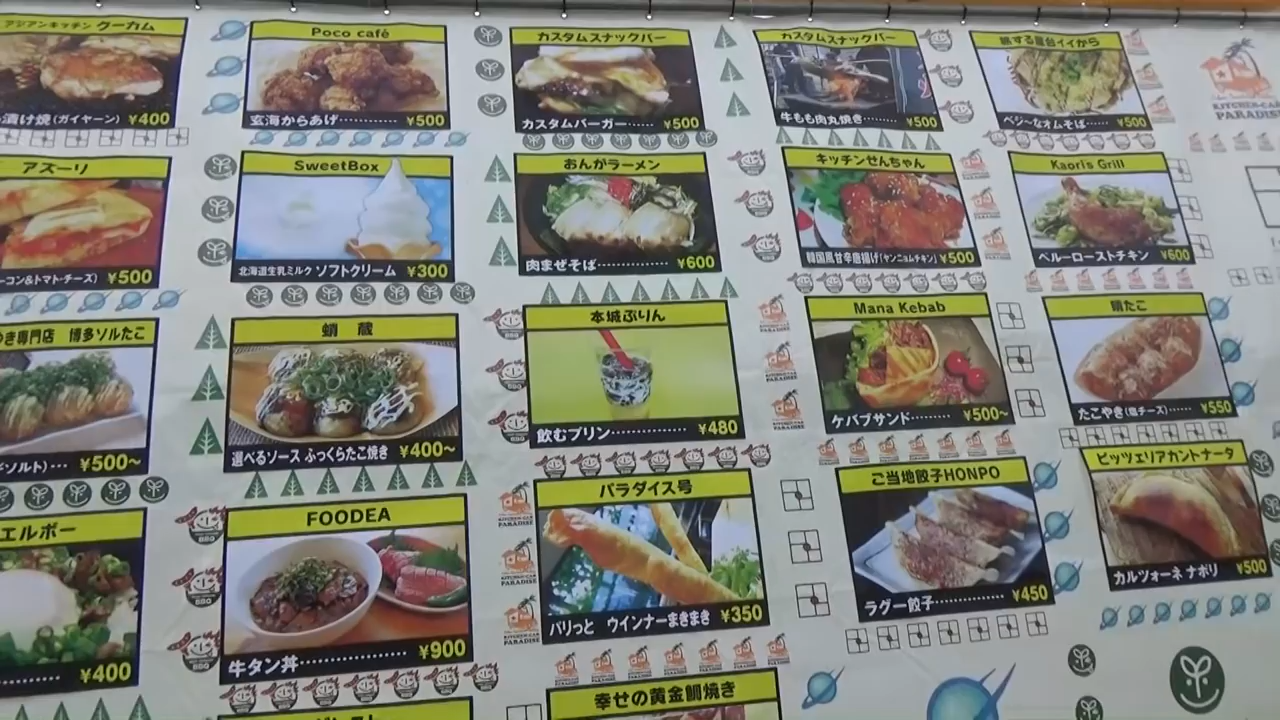 アジアンキッチン クーカム
漬け焼(ガイヤーン) ¥400
Poco café
玄海からあげ ¥500
カスタムスナックバー
カスタムバーガー ¥500
カスタムスナックバー
牛もも肉丸焼き ¥500
旅する屋台イイから
ベジ〜なオムそば ¥500
KITCHEN-CAR
PARADISE
アズーリ
ーコン&トマト・チーズ) ¥500
SweetBox
北海道生乳ミルク ソフトクリーム ¥300
おんがラーメン
肉まぜそば ¥600
キッチンせんちゃん
韓国風甘辛唐揚げ(ヤンニョムチキン) ¥500
Kaori's Grill
ペルーローストチキン ¥600
き専門店 博多ソルたこ
ソルト) ¥500~
蛸蔵
選べるソース ふっくらたこ焼き ¥400~
本城ぷりん
飲むプリン ¥480
Mana Kebab
ケバブサンド ¥500~
たこ
たこやき(塩チーズ) ¥550
エルボー
¥400
FOODEA
牛タン丼 ¥900
パラダイス号
パリっと ウインナーまきまき ¥350
ご当地餃子HONPO
ラグー餃子 ¥450
ピッツェリアカントナータ
カルツォーネ ナポリ ¥500
幸せの黄金鯛焼き